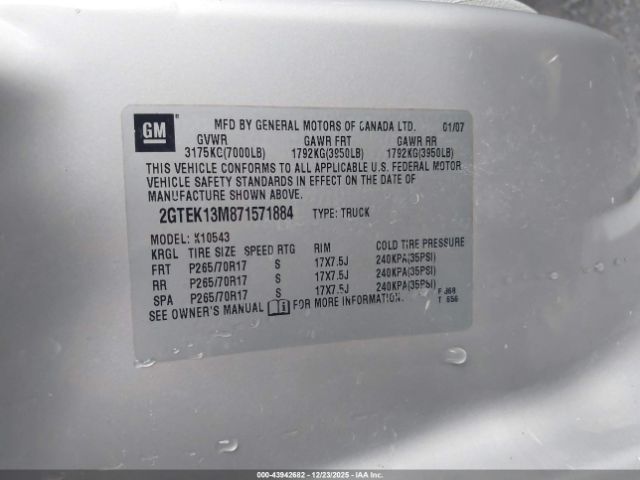 GM ®
MFD BY GENERAL MOTORS OF CANADA LTD. 01/07
GVWR GAWR FRT GAWR RR
3175KG(7000LB) 1792KG(3950LB) 1792KG(3950LB)
THIS VEHICLE CONFORMS TO ALL APPLICABLE U.S. FEDERAL MOTOR
VEHICLE SAFETY STANDARDS IN EFFECT ON THE DATE OF
MANUFACTURE SHOWN ABOVE.
2GTEK13M871571884 TYPE: TRUCK
MODEL: K10543
KRGL TIRE SIZE SPEED RTG RIM COLD TIRE PRESSURE
FRT P265/70R17 S 17X7.5J 240KPA(35PSI)
RR P265/70R17 S 17X7.5J 240KPA(35PSI)
SPA P265/70R17 S 17X7.5J 240KPA(35PSI)
SEE OWNER'S MANUAL i FOR MORE INFORMATION.
F J68
T 656
000-43942682 - 12/23/2025 - IAAI.COM